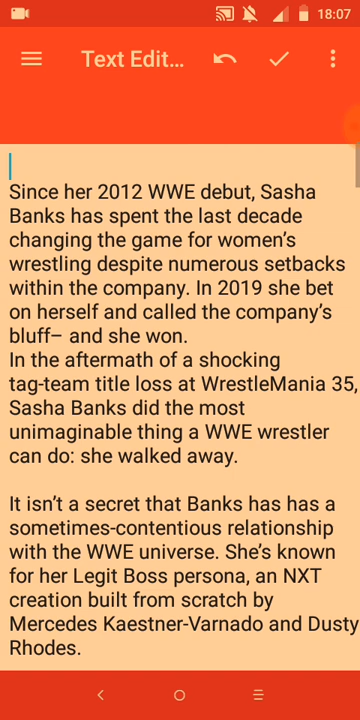 18:07
Text Edit...
Since her 2012 WWE debut, Sasha
Banks has spent the last decade
changing the game for women’s
wrestling despite numerous setbacks
within the company. In 2019 she bet
on herself and called the company’s
bluff– and she won.
In the aftermath of a shocking
tag-team title loss at WrestleMania 35,
Sasha Banks did the most
unimaginable thing a WWE wrestler
can do: she walked away.
It isn’t a secret that Banks has has a
sometimes-contentious relationship
with the WWE universe. She’s known
for her Legit Boss persona, an NXT
creation built from scratch by
Mercedes Kaestner-Varnado and Dusty
Rhodes.